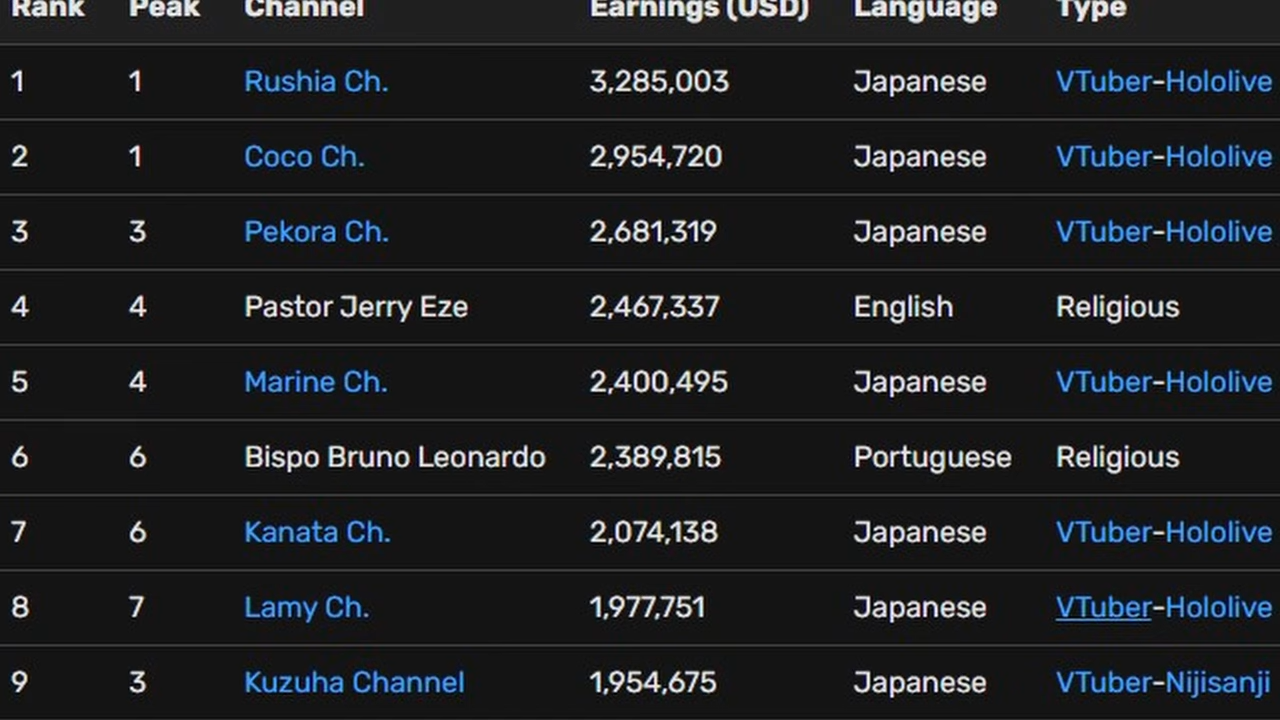 Rank Peak Channel Earnings (USD) Language Type
1 1 Rushia Ch. 3,285,003 Japanese VTuber-Hololive
2 1 Coco Ch. 2,954,720 Japanese VTuber-Hololive
3 3 Pekora Ch. 2,681,319 Japanese VTuber-Hololive
4 4 Pastor Jerry Eze 2,467,337 English Religious
5 4 Marine Ch. 2,400,495 Japanese VTuber-Hololive
6 6 Bispo Bruno Leonardo 2,389,815 Portuguese Religious
7 6 Kanata Ch. 2,074,138 Japanese VTuber-Hololive
8 7 Lamy Ch. 1,977,751 Japanese VTuber-Hololive
9 3 Kuzuha Channel 1,954,675 Japanese VTuber-Nijisanji